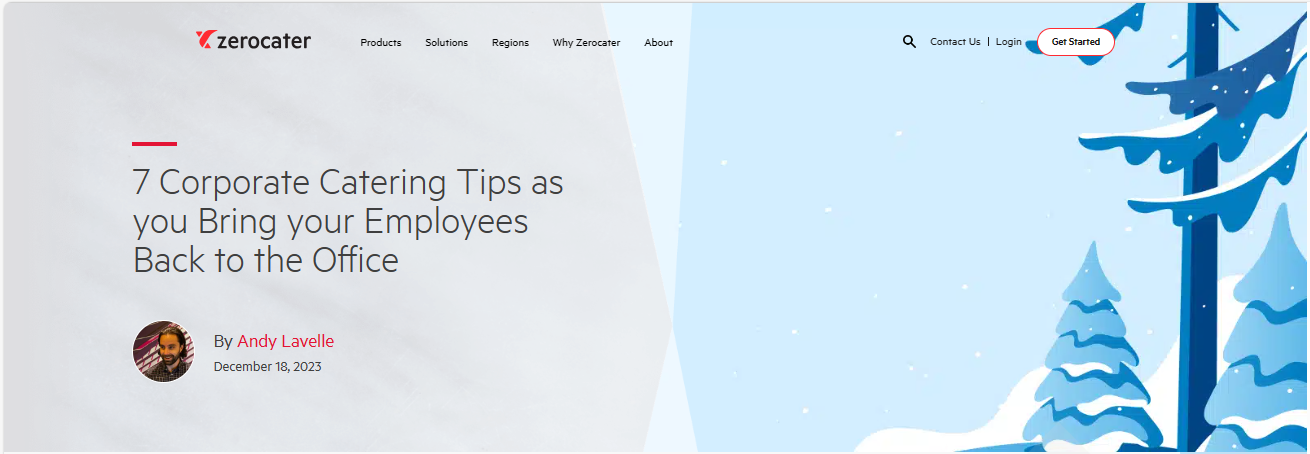 zerocater
Products Solutions Regions Why Zerocater About
Contact Us | Login Get Started
7 Corporate Catering Tips as
you Bring your Employees
Back to the Office
By Andy Lavelle
December 18, 2023